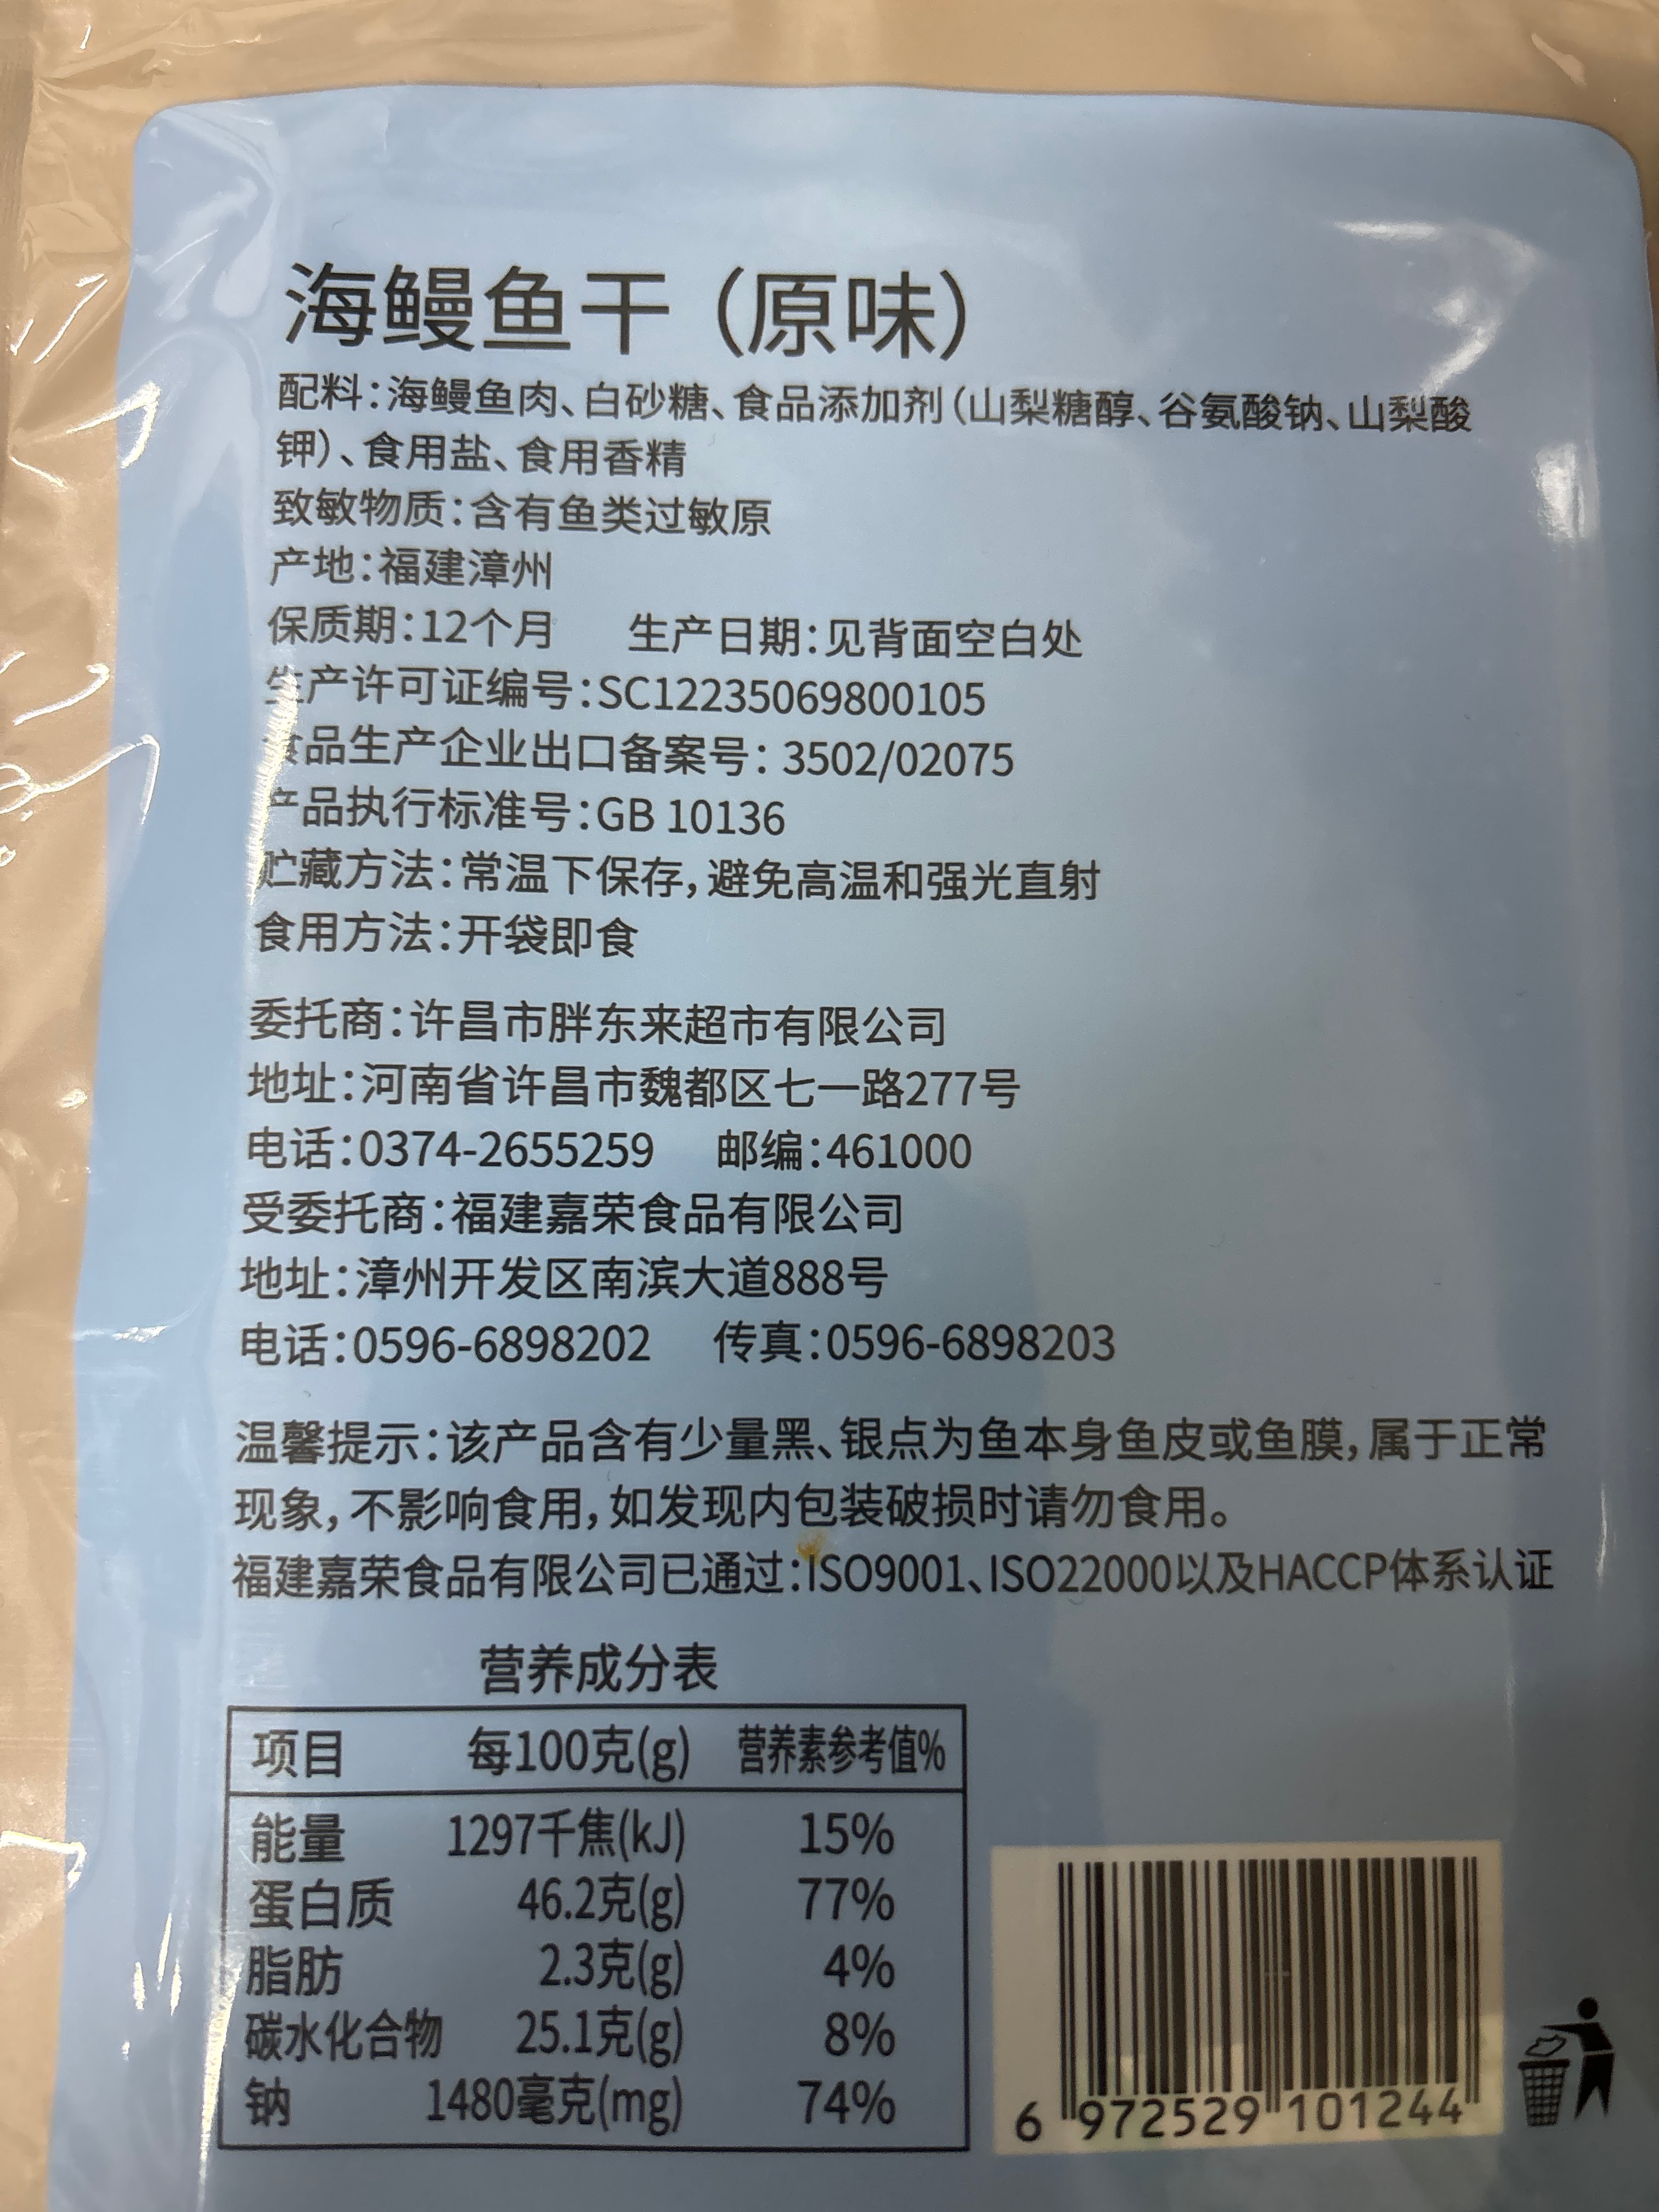 海鳗鱼干（原味）
配料：海鳗鱼肉、白砂糖、食品添加剂（山梨糖醇、谷氨酸钠、山梨酸
钾）、食用盐、食用香精
致敏物质：含有鱼类过敏原
产地：福建漳州
保质期：12个月 生产日期：见背面空白处
生产许可证编号：SC12235069800105
食品生产企业出口备案号：3502/02075
产品执行标准号：GB 10136
贮藏方法：常温下保存，避免高温和强光直射
食用方法：开袋即食
委托商：许昌市胖东来超市有限公司
地址：河南省许昌市魏都区七一路277号
电话：0374-2655259 邮编：461000
受委托商：福建嘉荣食品有限公司
地址：漳州开发区南滨大道888号
电话：0596-6898202 传真：0596-6898203
温馨提示：该产品含有少量黑、银点为鱼本身鱼皮或鱼膜，属于正常
现象，不影响食用，如发现内包装破损时请勿食用。
福建嘉荣食品有限公司已通过：ISO9001、ISO22000以及HACCP体系认证
营养成分表
项目 每100克(g) 营养素参考值%
能量 1297千焦(kJ) 15%
蛋白质 46.2克(g) 77%
脂肪 2.3克(g) 4%
碳水化合物 25.1克(g) 8%
钠 1480毫克(mg) 74%
6 972529 101244